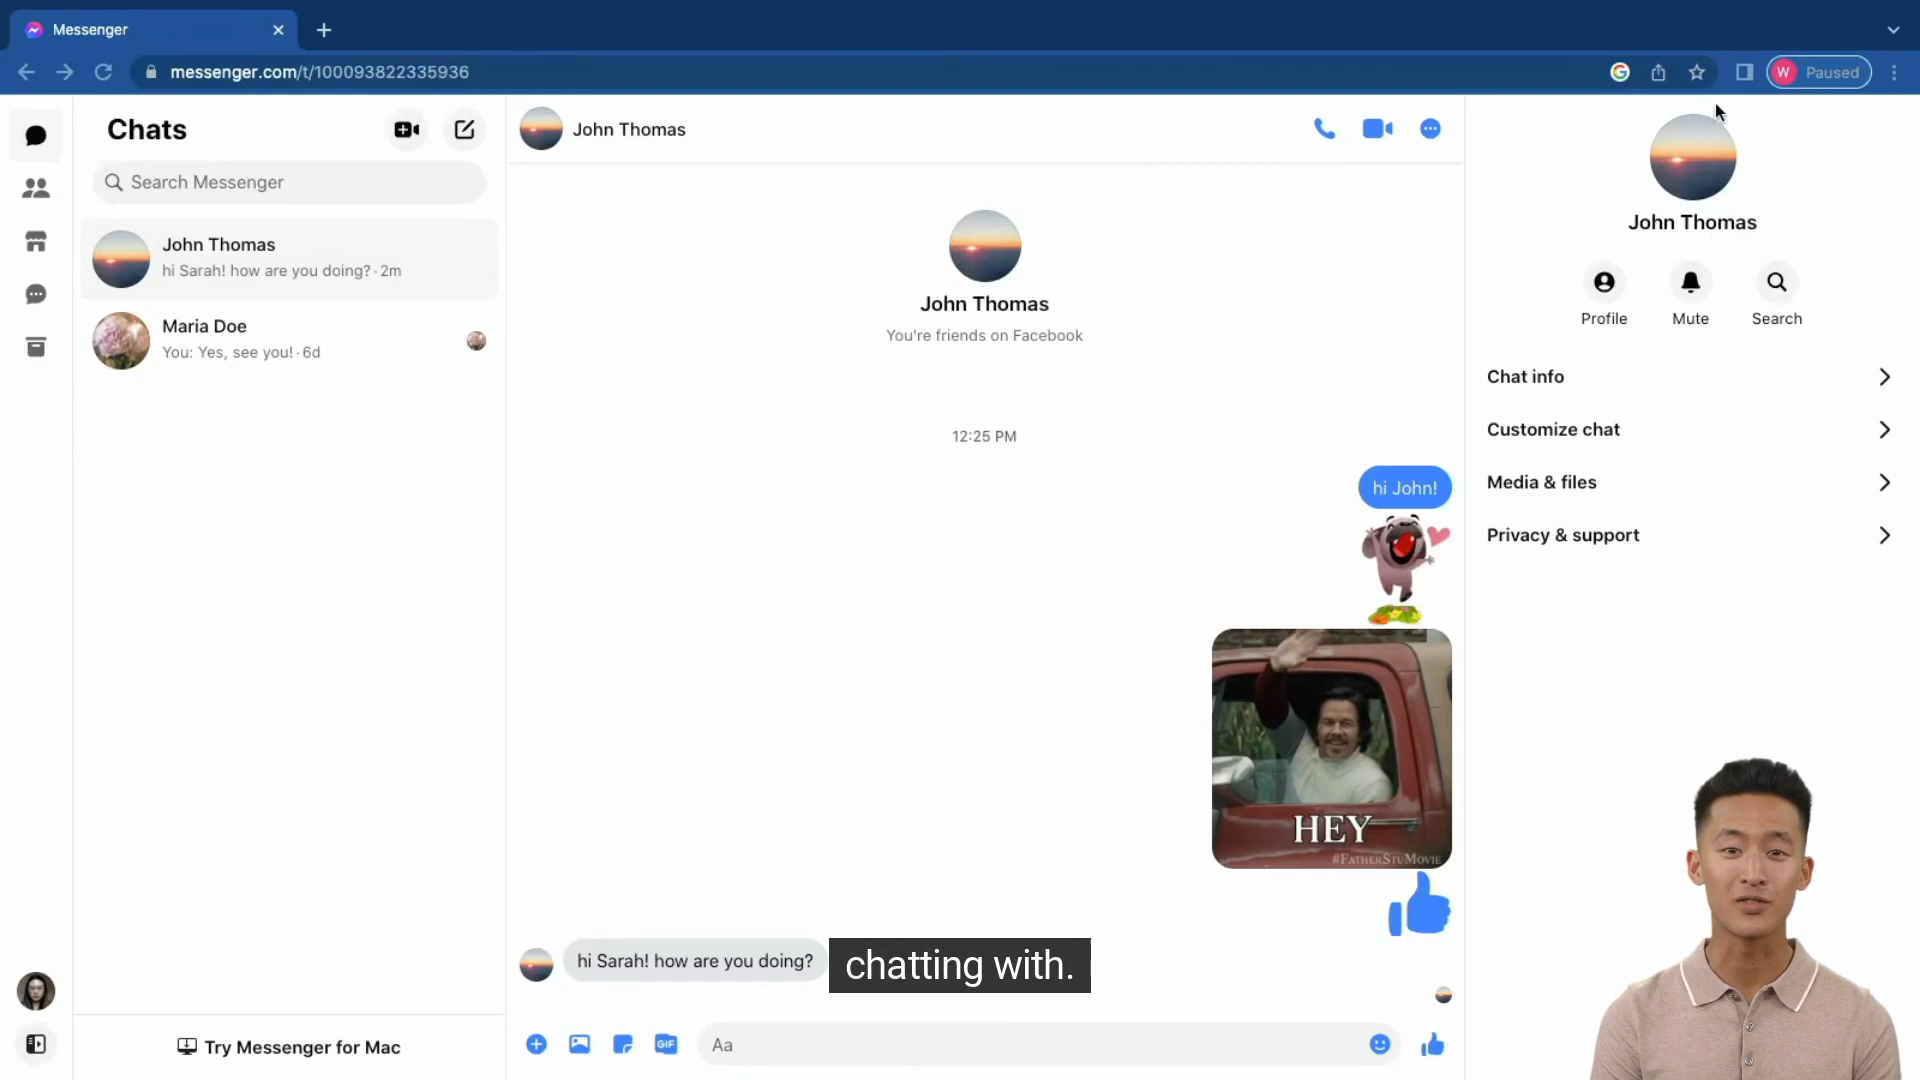 Messenger
messenger.com/t/100093822335936
W Paused
Chats
Search Messenger
John Thomas
hi Sarah! how are you doing? · 2m
Maria Doe
You: Yes, see you! · 6d
Try Messenger for Mac
John Thomas
John Thomas
You're friends on Facebook
12:25 PM
hi John!
HEY
#FATHERSTUMOVIE
hi Sarah! how are you doing?
chatting with.
GIF
Aa
John Thomas
Profile
Mute
Search
Chat info
Customize chat
Media & files
Privacy & support